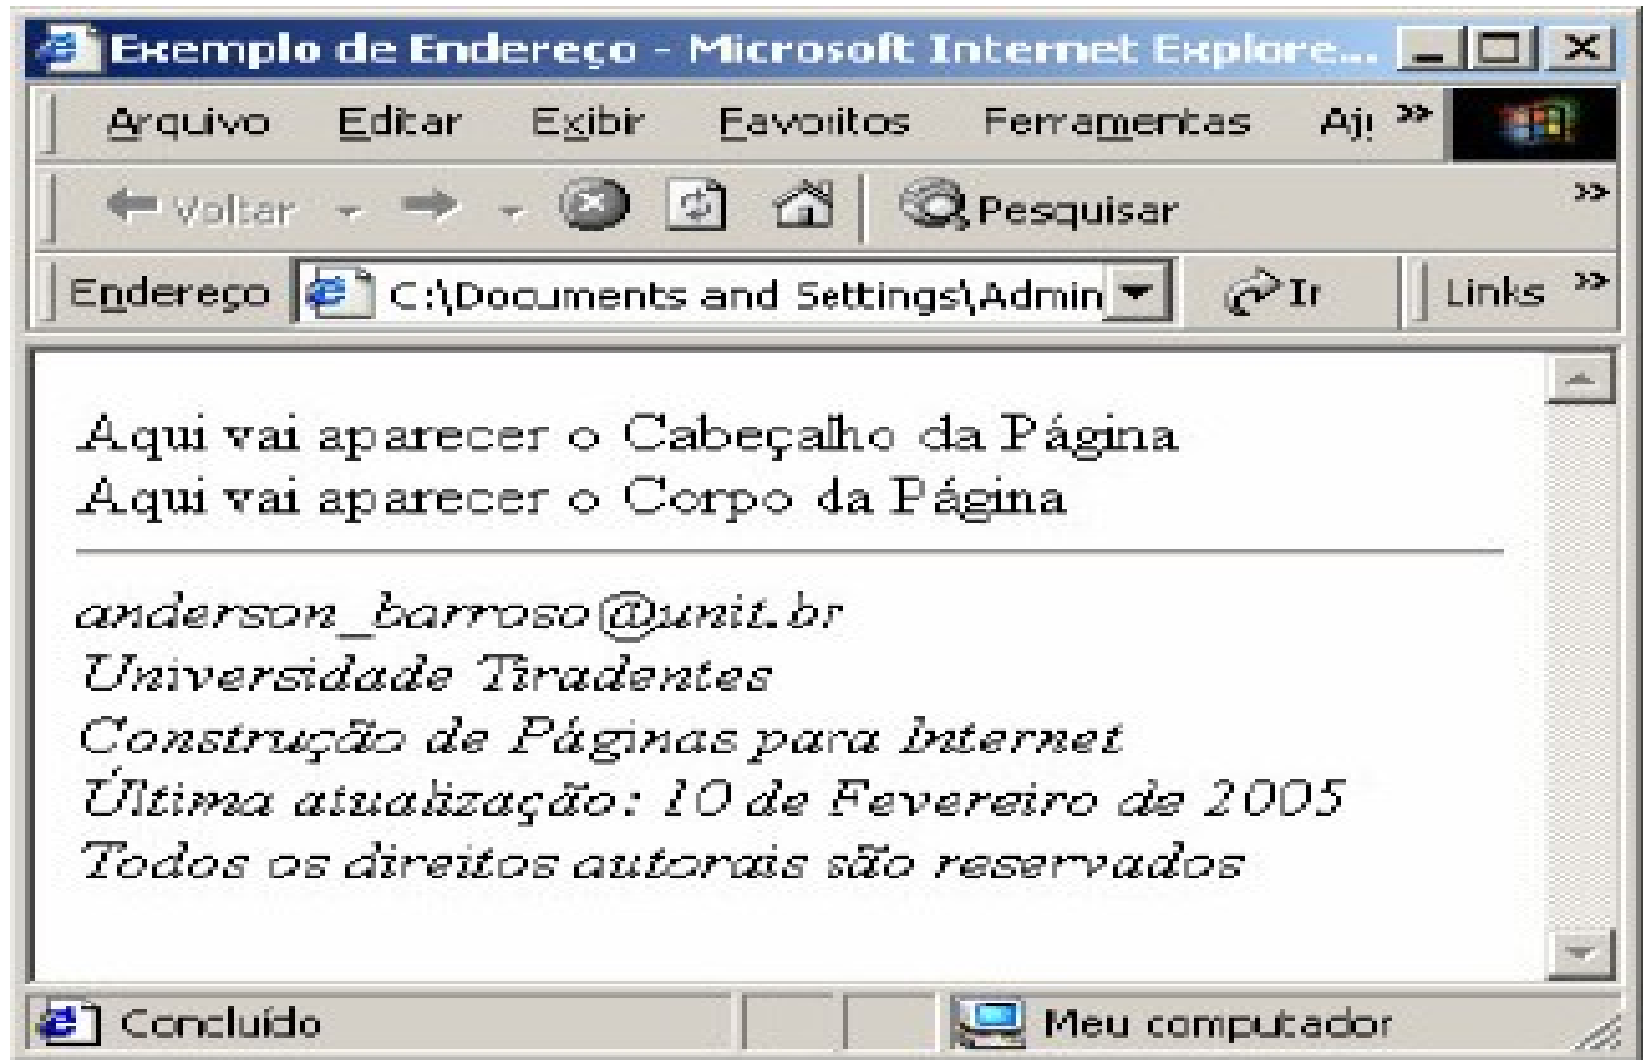 Exemplo de Endereço - Microsoft Internet Explore...
Arquivo Editar Exibir Favoritos Ferramentas Aj »
Voltar Pesquisar »
Endereço C:\Documents and Settings\Admin Ir Links »
Aqui vai aparecer o Cabeçalho da Página
Aqui vai aparecer o Corpo da Página
anderson_barroso@unit.br
Universidade Tiradentes
Construção de Páginas para Internet
Última atualização: 10 de Fevereiro de 2005
Todos os direitos autorais são reservados
Concluído Meu computador